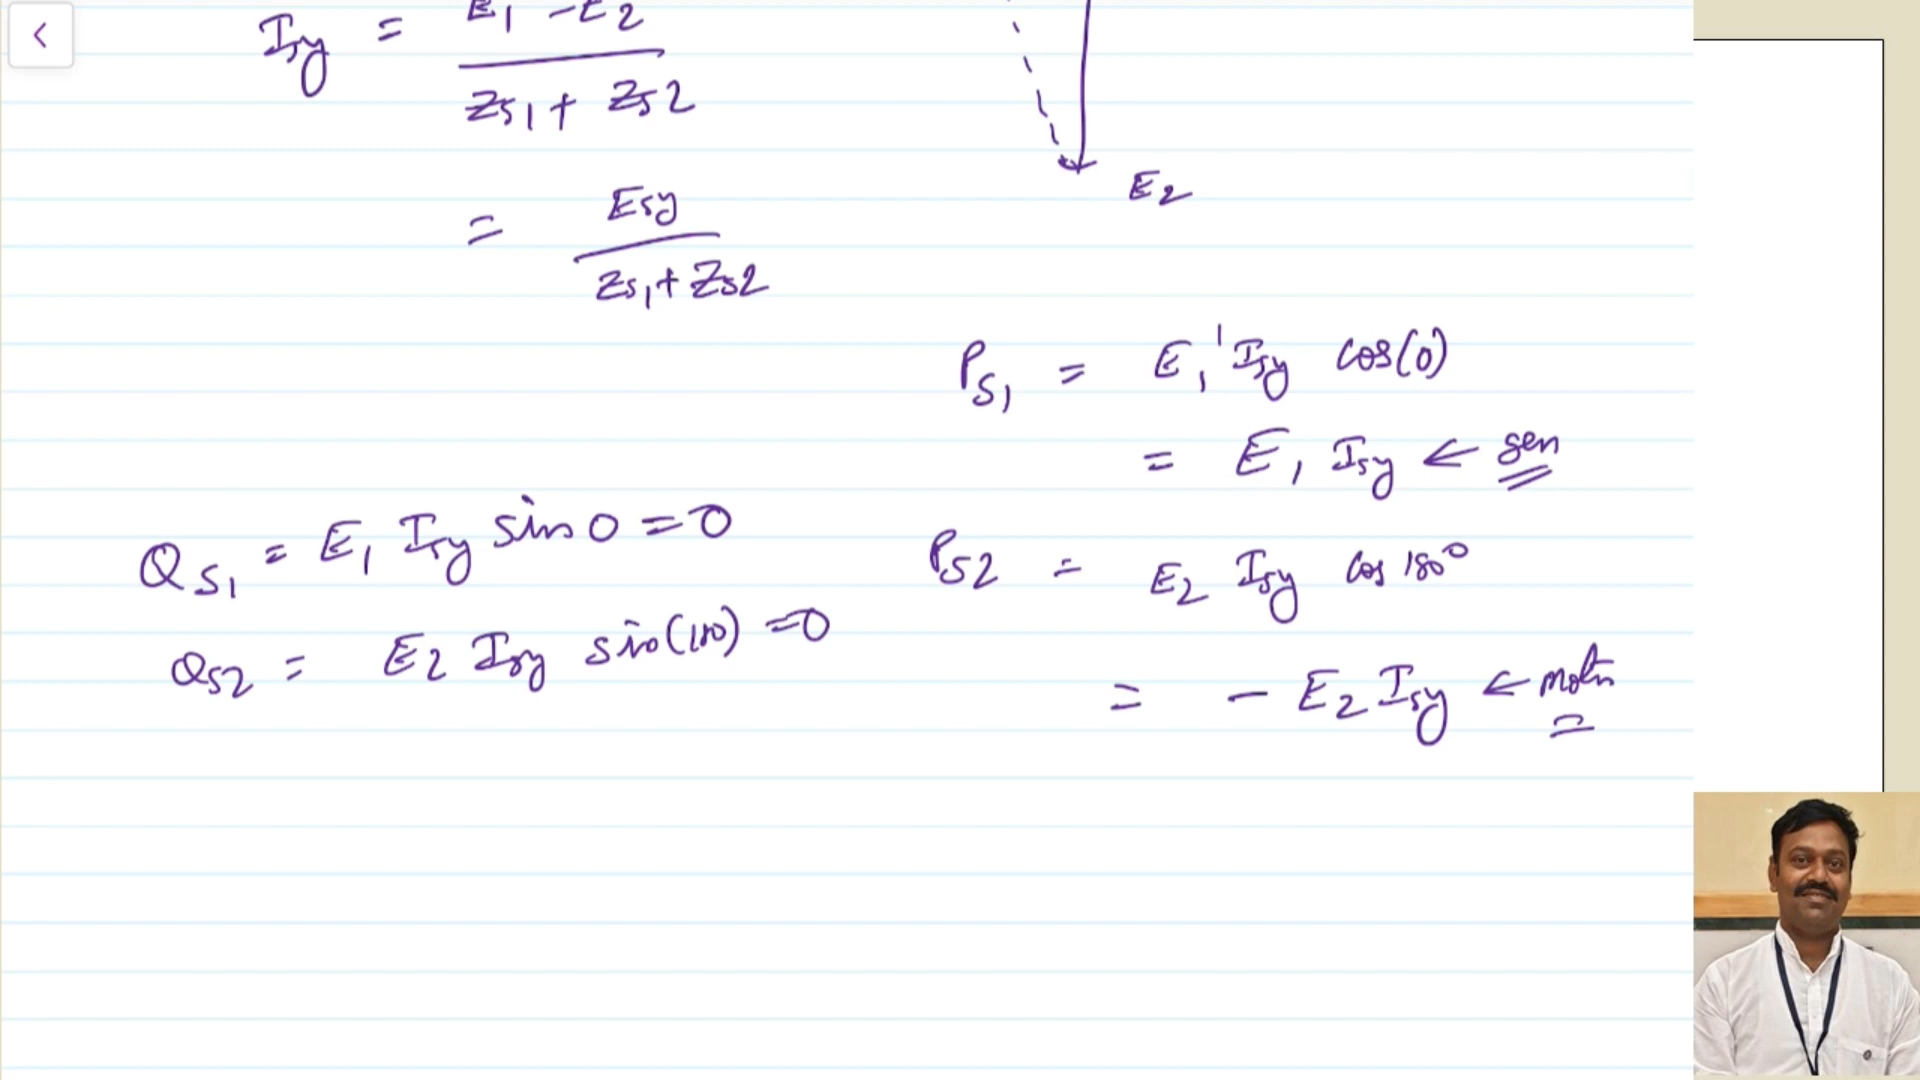 Isy = E1 - E2
Zs1 + Zs2
E2
= Esy
Zs1 + Zs2
PS1 = E1' Isy cos(0)
= E1 Isy ← gen
QS1 = E1 Isy sin 0 = 0
PS2 = E2 Isy cos 180°
QS2 = E2 Isy sin(180) = 0
= - E2 Isy ←